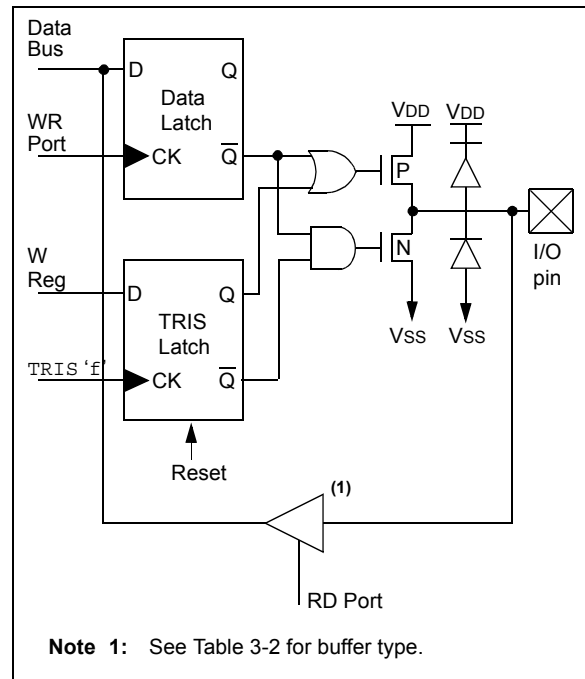 Data
Bus
D
Q
Data
Latch
WR
Port
CK
Q
VDD
VDD
P
W
Reg
D
Q
N
I/O
pin
TRIS
Latch
VSS
VSS
TRIS ‘f’
CK
Q
Reset
(1)
RD Port
Note 1: See Table 3-2 for buffer type.